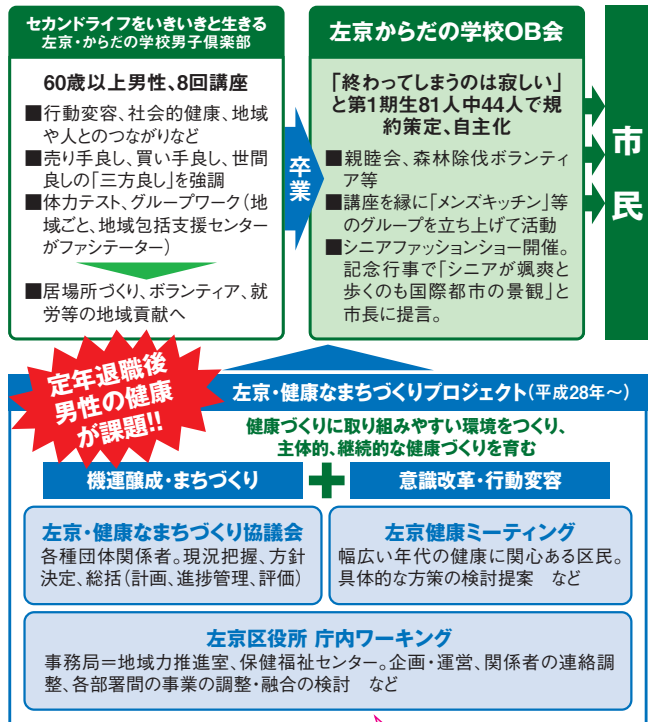 セカンドライフをいきいきと生きる
左京・からだの学校男子倶楽部
60歳以上男性、8回講座
■行動変容、社会的健康、地域
や人とのつながりなど
■売り手良し、買い手良し、世間
良しの「三方良し」を強調
■体力テスト、グループワーク（地
域ごと、地域包括支援センター
がファシテーター）
■居場所づくり、ボランティア、就
労等の地域貢献へ
卒業
左京からだの学校OB会
「終わってしまうのは寂しい」
と第1期生81人中44人で規
約策定、自主化
■親睦会、森林除伐ボランティ
ア等
■講座を縁に「メンズキッチン」等
のグループを立ち上げて活動
■シニアファッションショー開催。
記念行事で「シニアが颯爽と
歩くのも国際都市の景観」と
市長に提言。
市民
定年退職後
男性の健康
が課題!!
左京・健康なまちづくりプロジェクト（平成28年～）
健康づくりに取り組みやすい環境をつくり、
主体的、継続的な健康づくりを育む
機運醸成・まちづくり
意識改革・行動変容
左京・健康なまちづくり協議会
各種団体関係者。現況把握、方針
決定、総括（計画、進捗管理、評価）
左京健康ミーティング
幅広い年代の健康に関心ある区民。
具体的な方策の検討提案　など
左京区役所 庁内ワーキング
事務局＝地域力推進室、保健福祉センター。企画・運営、関係者の連絡調
整、各部署間の事業の調整・融合の検討　など